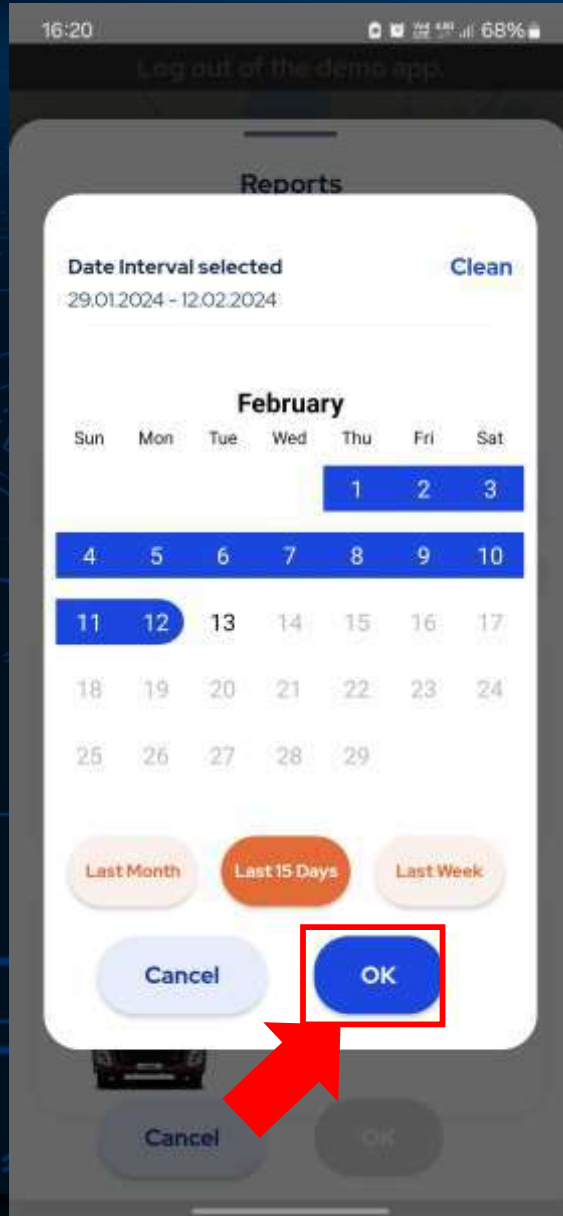 16:20 68%
Log out of the demo app.
Reports
Date Interval selected Clean
29.01.2024 - 12.02.2024
February
Sun Mon Tue Wed Thu Fri Sat
1 2 3
4 5 6 7 8 9 10
11 12 13 14 15 16 17
18 19 20 21 22 23 24
25 26 27 28 29
Last Month Last 15 Days Last Week
Cancel OK
Cancel OK